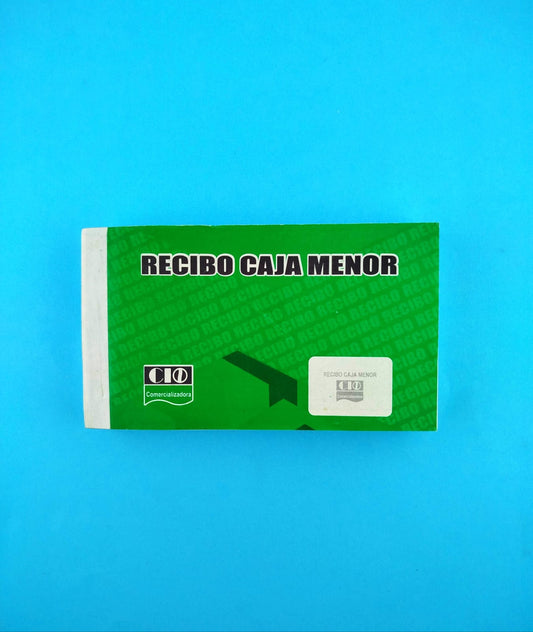 RECIBO CAJA MENOR
CIO
Comercializadora
RECIBO CAJA MENOR
CIO